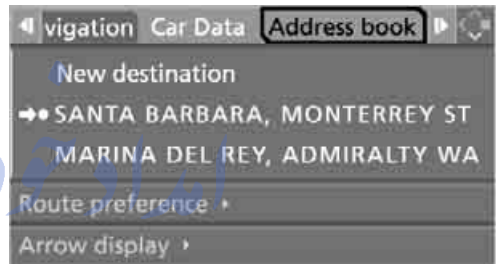 vigation Car Data Address book
New destination
SANTA BARBARA, MONTERREY ST
MARINA DEL REY, ADMIRALTY WA
Route preference
Arrow display